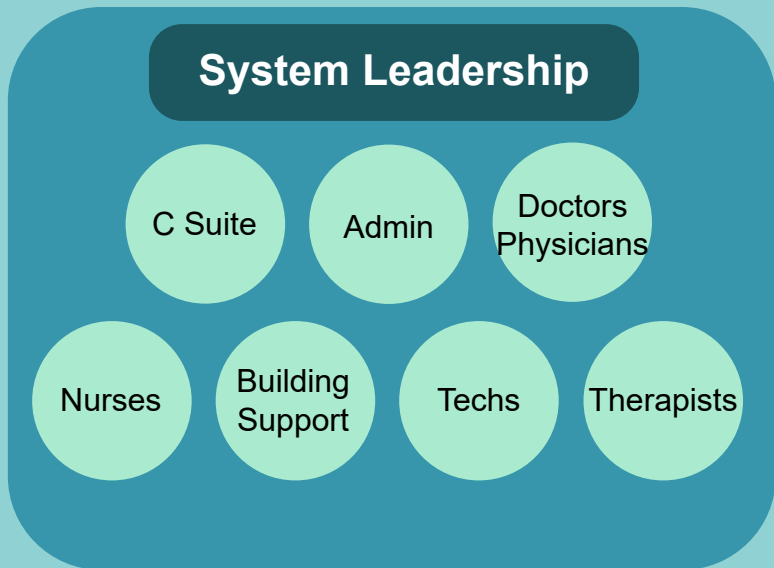 System Leadership
C Suite
Admin
Doctors
Physicians
Nurses
Building
Support
Techs
Therapists